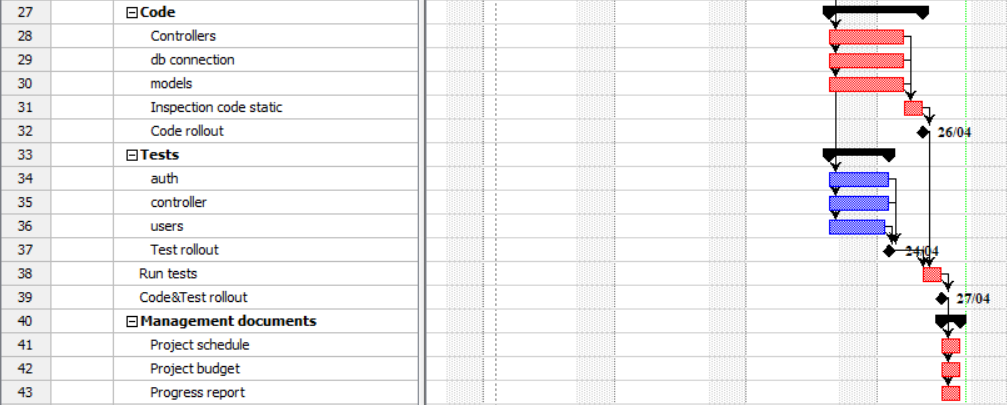 27 Code
28 Controllers
29 db connection
30 models
31 Inspection code static
32 Code rollout 26/04
33 Tests
34 auth
35 controller
36 users
37 Test rollout 24/04
38 Run tests
39 Code&Test rollout 27/04
40 Management documents
41 Project schedule
42 Project budget
43 Progress report